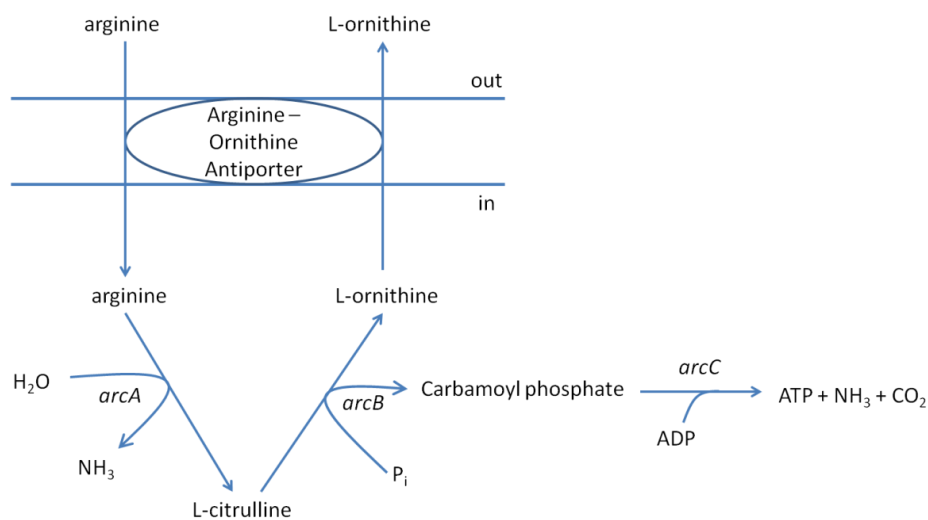 arginine
L-ornithine
out
Arginine –
Ornithine
Antiporter
in
arginine
L-ornithine
H₂O
arcA
NH₃
arcB
Carbamoyl phosphate
arcC
ATP + NH₃ + CO₂
ADP
Pᵢ
L-citrulline